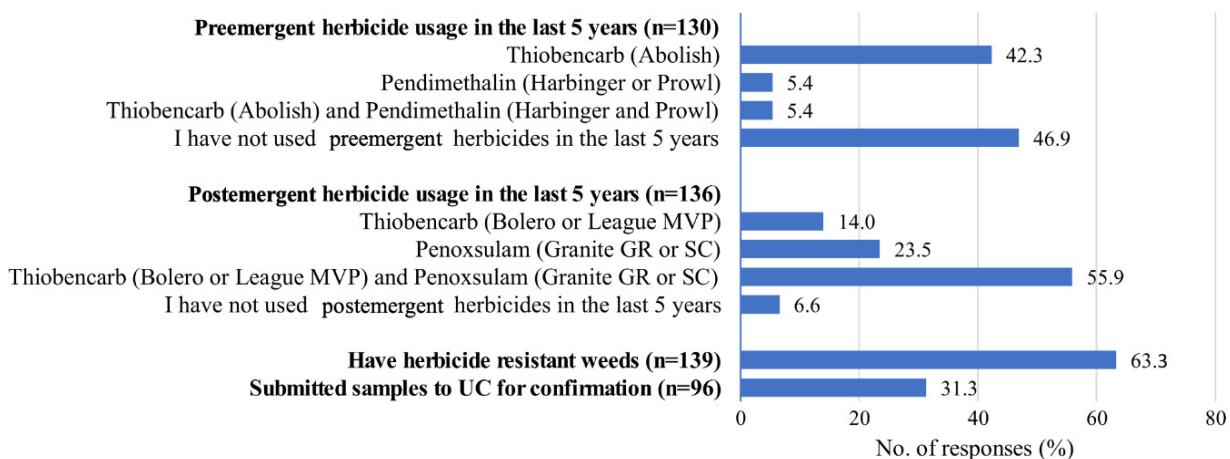 Preemergent herbicide usage in the last 5 years (n=130)
Thiobencarb (Abolish) 42.3
Pendimethalin (Harbinger or Prowl) 5.4
Thiobencarb (Abolish) and Pendimethalin (Harbinger and Prowl) 5.4
I have not used preemergent herbicides in the last 5 years 46.9
Postemergent herbicide usage in the last 5 years (n=136)
Thiobencarb (Bolero or League MVP) 14.0
Penoxsulam (Granite GR or SC) 23.5
Thiobencarb (Bolero or League MVP) and Penoxsulam (Granite GR or SC) 55.9
I have not used postemergent herbicides in the last 5 years 6.6
Have herbicide resistant weeds (n=139) 63.3
Submitted samples to UC for confirmation (n=96) 31.3
0 20 40 60 80
No. of responses (%)